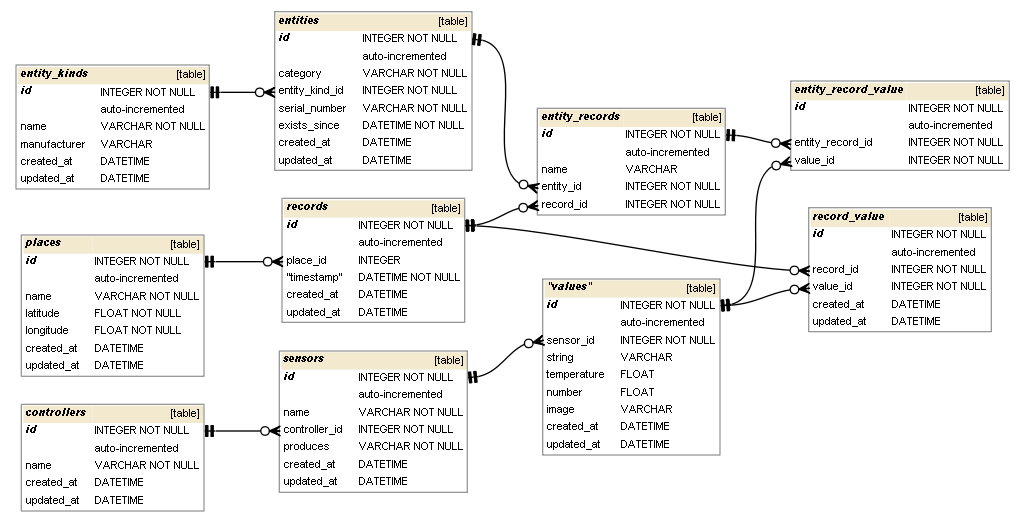 entity_kinds [table]
id INTEGER NOT NULL
auto-incremented
name VARCHAR NOT NULL
manufacturer VARCHAR
created_at DATETIME
updated_at DATETIME
places [table]
id INTEGER NOT NULL
auto-incremented
name VARCHAR NOT NULL
latitude FLOAT NOT NULL
longitude FLOAT NOT NULL
created_at DATETIME
updated_at DATETIME
controllers [table]
id INTEGER NOT NULL
auto-incremented
name VARCHAR NOT NULL
created_at DATETIME
updated_at DATETIME
entities [table]
id INTEGER NOT NULL
auto-incremented
category VARCHAR NOT NULL
entity_kind_id INTEGER NOT NULL
serial_number VARCHAR NOT NULL
exists_since DATETIME NOT NULL
created_at DATETIME
updated_at DATETIME
records [table]
id INTEGER NOT NULL
auto-incremented
place_id INTEGER
"timestamp" DATETIME NOT NULL
created_at DATETIME
updated_at DATETIME
sensors [table]
id INTEGER NOT NULL
auto-incremented
name VARCHAR NOT NULL
controller_id INTEGER NOT NULL
produces VARCHAR NOT NULL
created_at DATETIME
updated_at DATETIME
entity_records [table]
id INTEGER NOT NULL
auto-incremented
name VARCHAR
entity_id INTEGER NOT NULL
record_id INTEGER NOT NULL
"values" [table]
id INTEGER NOT NULL
auto-incremented
sensor_id INTEGER NOT NULL
string VARCHAR
temperature FLOAT
number FLOAT
image VARCHAR
created_at DATETIME
updated_at DATETIME
entity_record_value [table]
id INTEGER NOT NULL
auto-incremented
entity_record_id INTEGER NOT NULL
value_id INTEGER NOT NULL
record_value [table]
id INTEGER NOT NULL
auto-incremented
record_id INTEGER NOT NULL
value_id INTEGER NOT NULL
created_at DATETIME
updated_at DATETIME